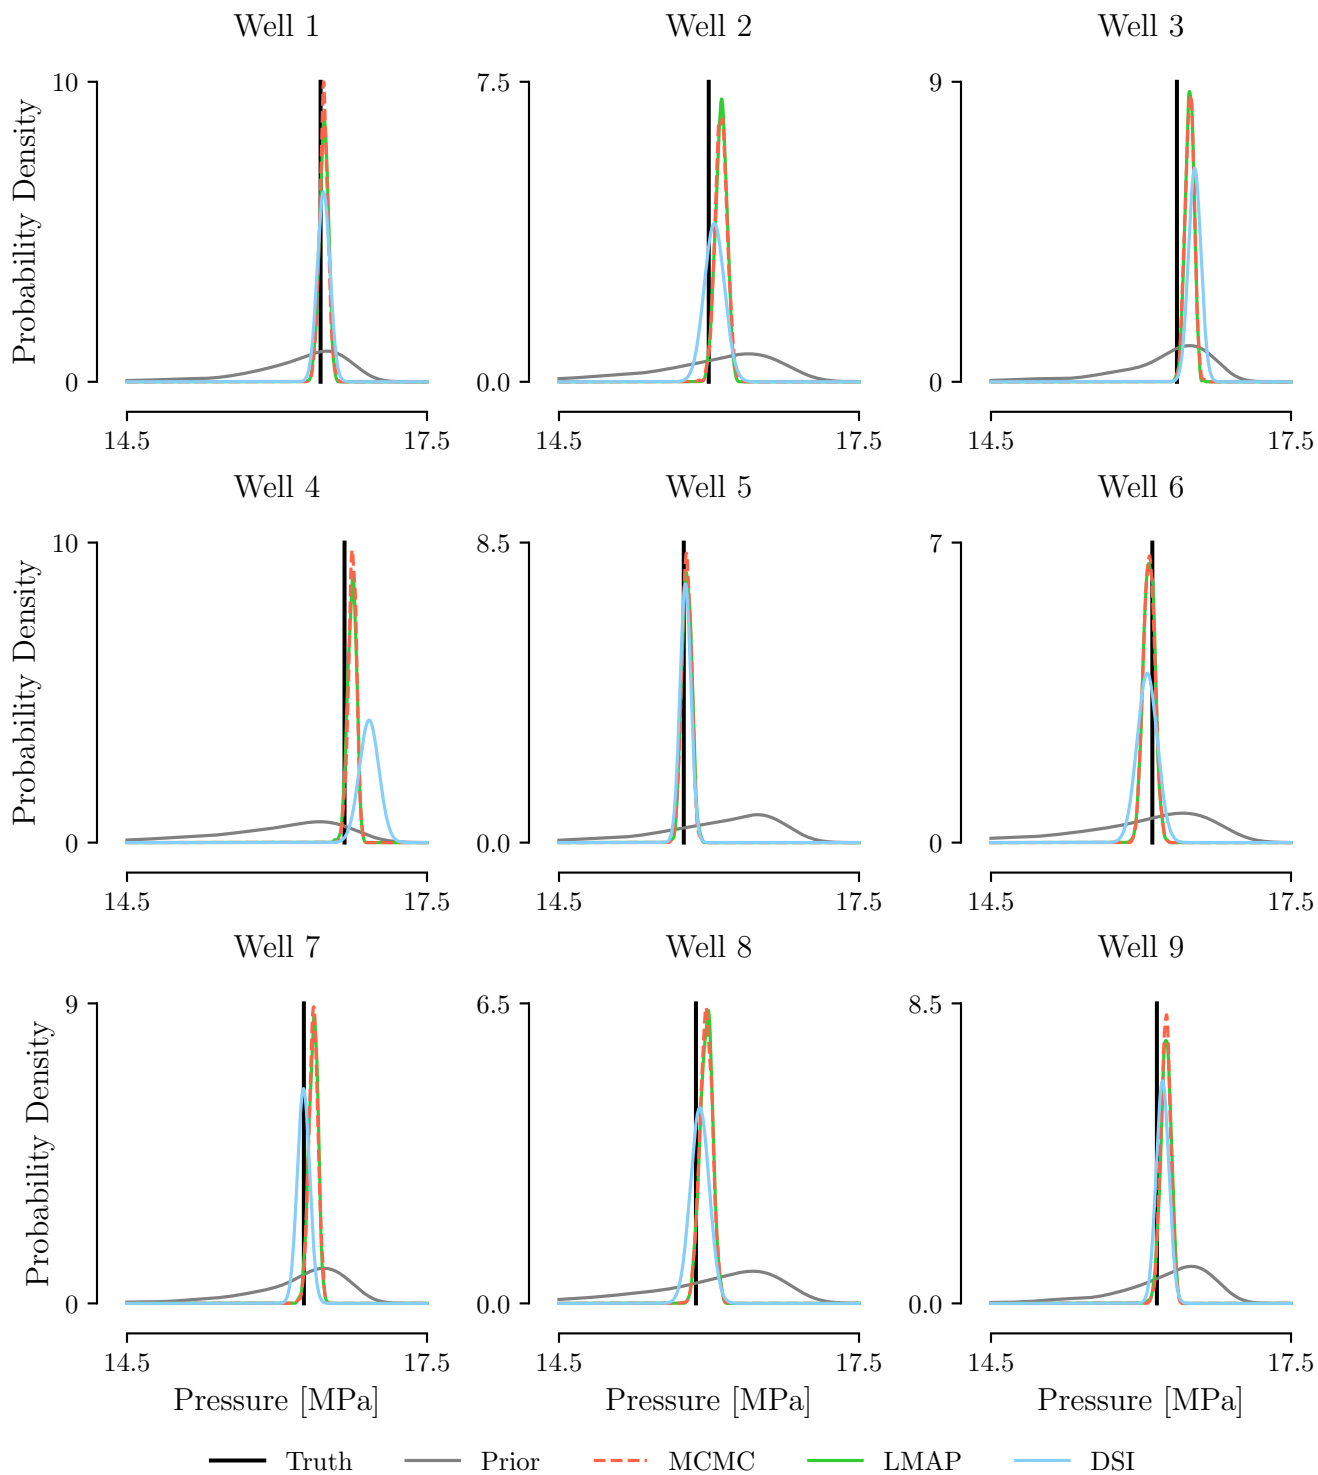 Well 1
Well 2
Well 3
Probability Density
10
0
14.5
17.5
7.5
0.0
14.5
17.5
9
0
14.5
17.5
Well 4
Well 5
Well 6
Probability Density
10
0
14.5
17.5
8.5
0.0
14.5
17.5
7
0
14.5
17.5
Well 7
Well 8
Well 9
Probability Density
9
0
14.5
17.5
Pressure [MPa]
6.5
0.0
14.5
17.5
Pressure [MPa]
8.5
0.0
14.5
17.5
Pressure [MPa]
Truth
Prior
MCMC
LMAP
DSI